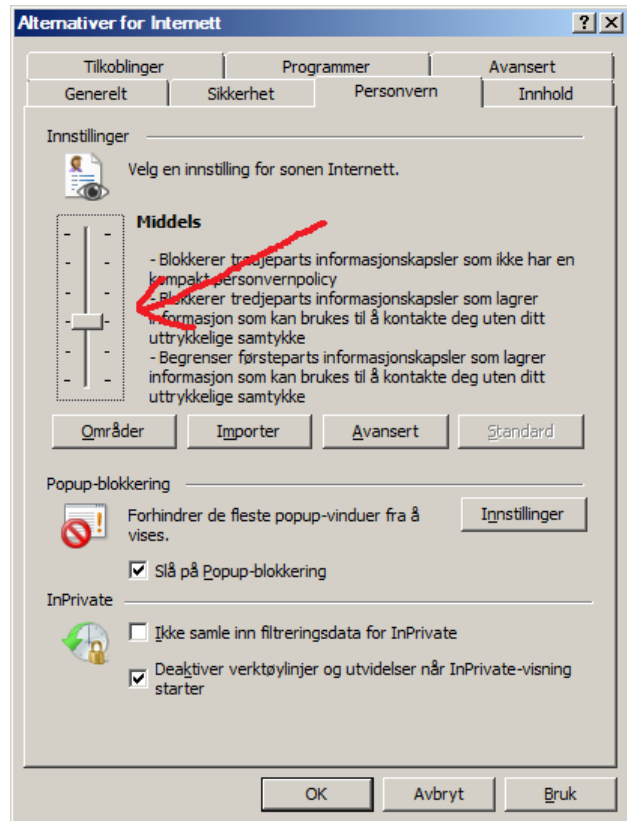 Alternativer for Internett
Tilkoblinger
Programmer
Avansert
Generelt
Sikkerhet
Personvern
Innhold
Innstillinger
Velg en innstilling for sonen Internett.
Middels
- Blokkerer tredjeparts informasjonskapsler som ikke har en
kompakt personvernpolicy
- Blokkerer tredjeparts informasjonskapsler som lagrer
informasjon som kan brukes til å kontakte deg uten ditt
uttrykkelige samtykke
- Begrenser førsteparts informasjonskapsler som lagrer
informasjon som kan brukes til å kontakte deg uten ditt
uttrykkelige samtykke
Områder
Importer
Avansert
Standard
Popup-blokkering
Forhindrer de fleste popup-vinduer fra å
vises.
Innstillinger
Slå på Popup-blokkering
InPrivate
Ikke samle inn filtreringsdata for InPrivate
Deaktiver verktøylinjer og utvidelser når InPrivate-visning
starter
OK
Avbryt
Bruk